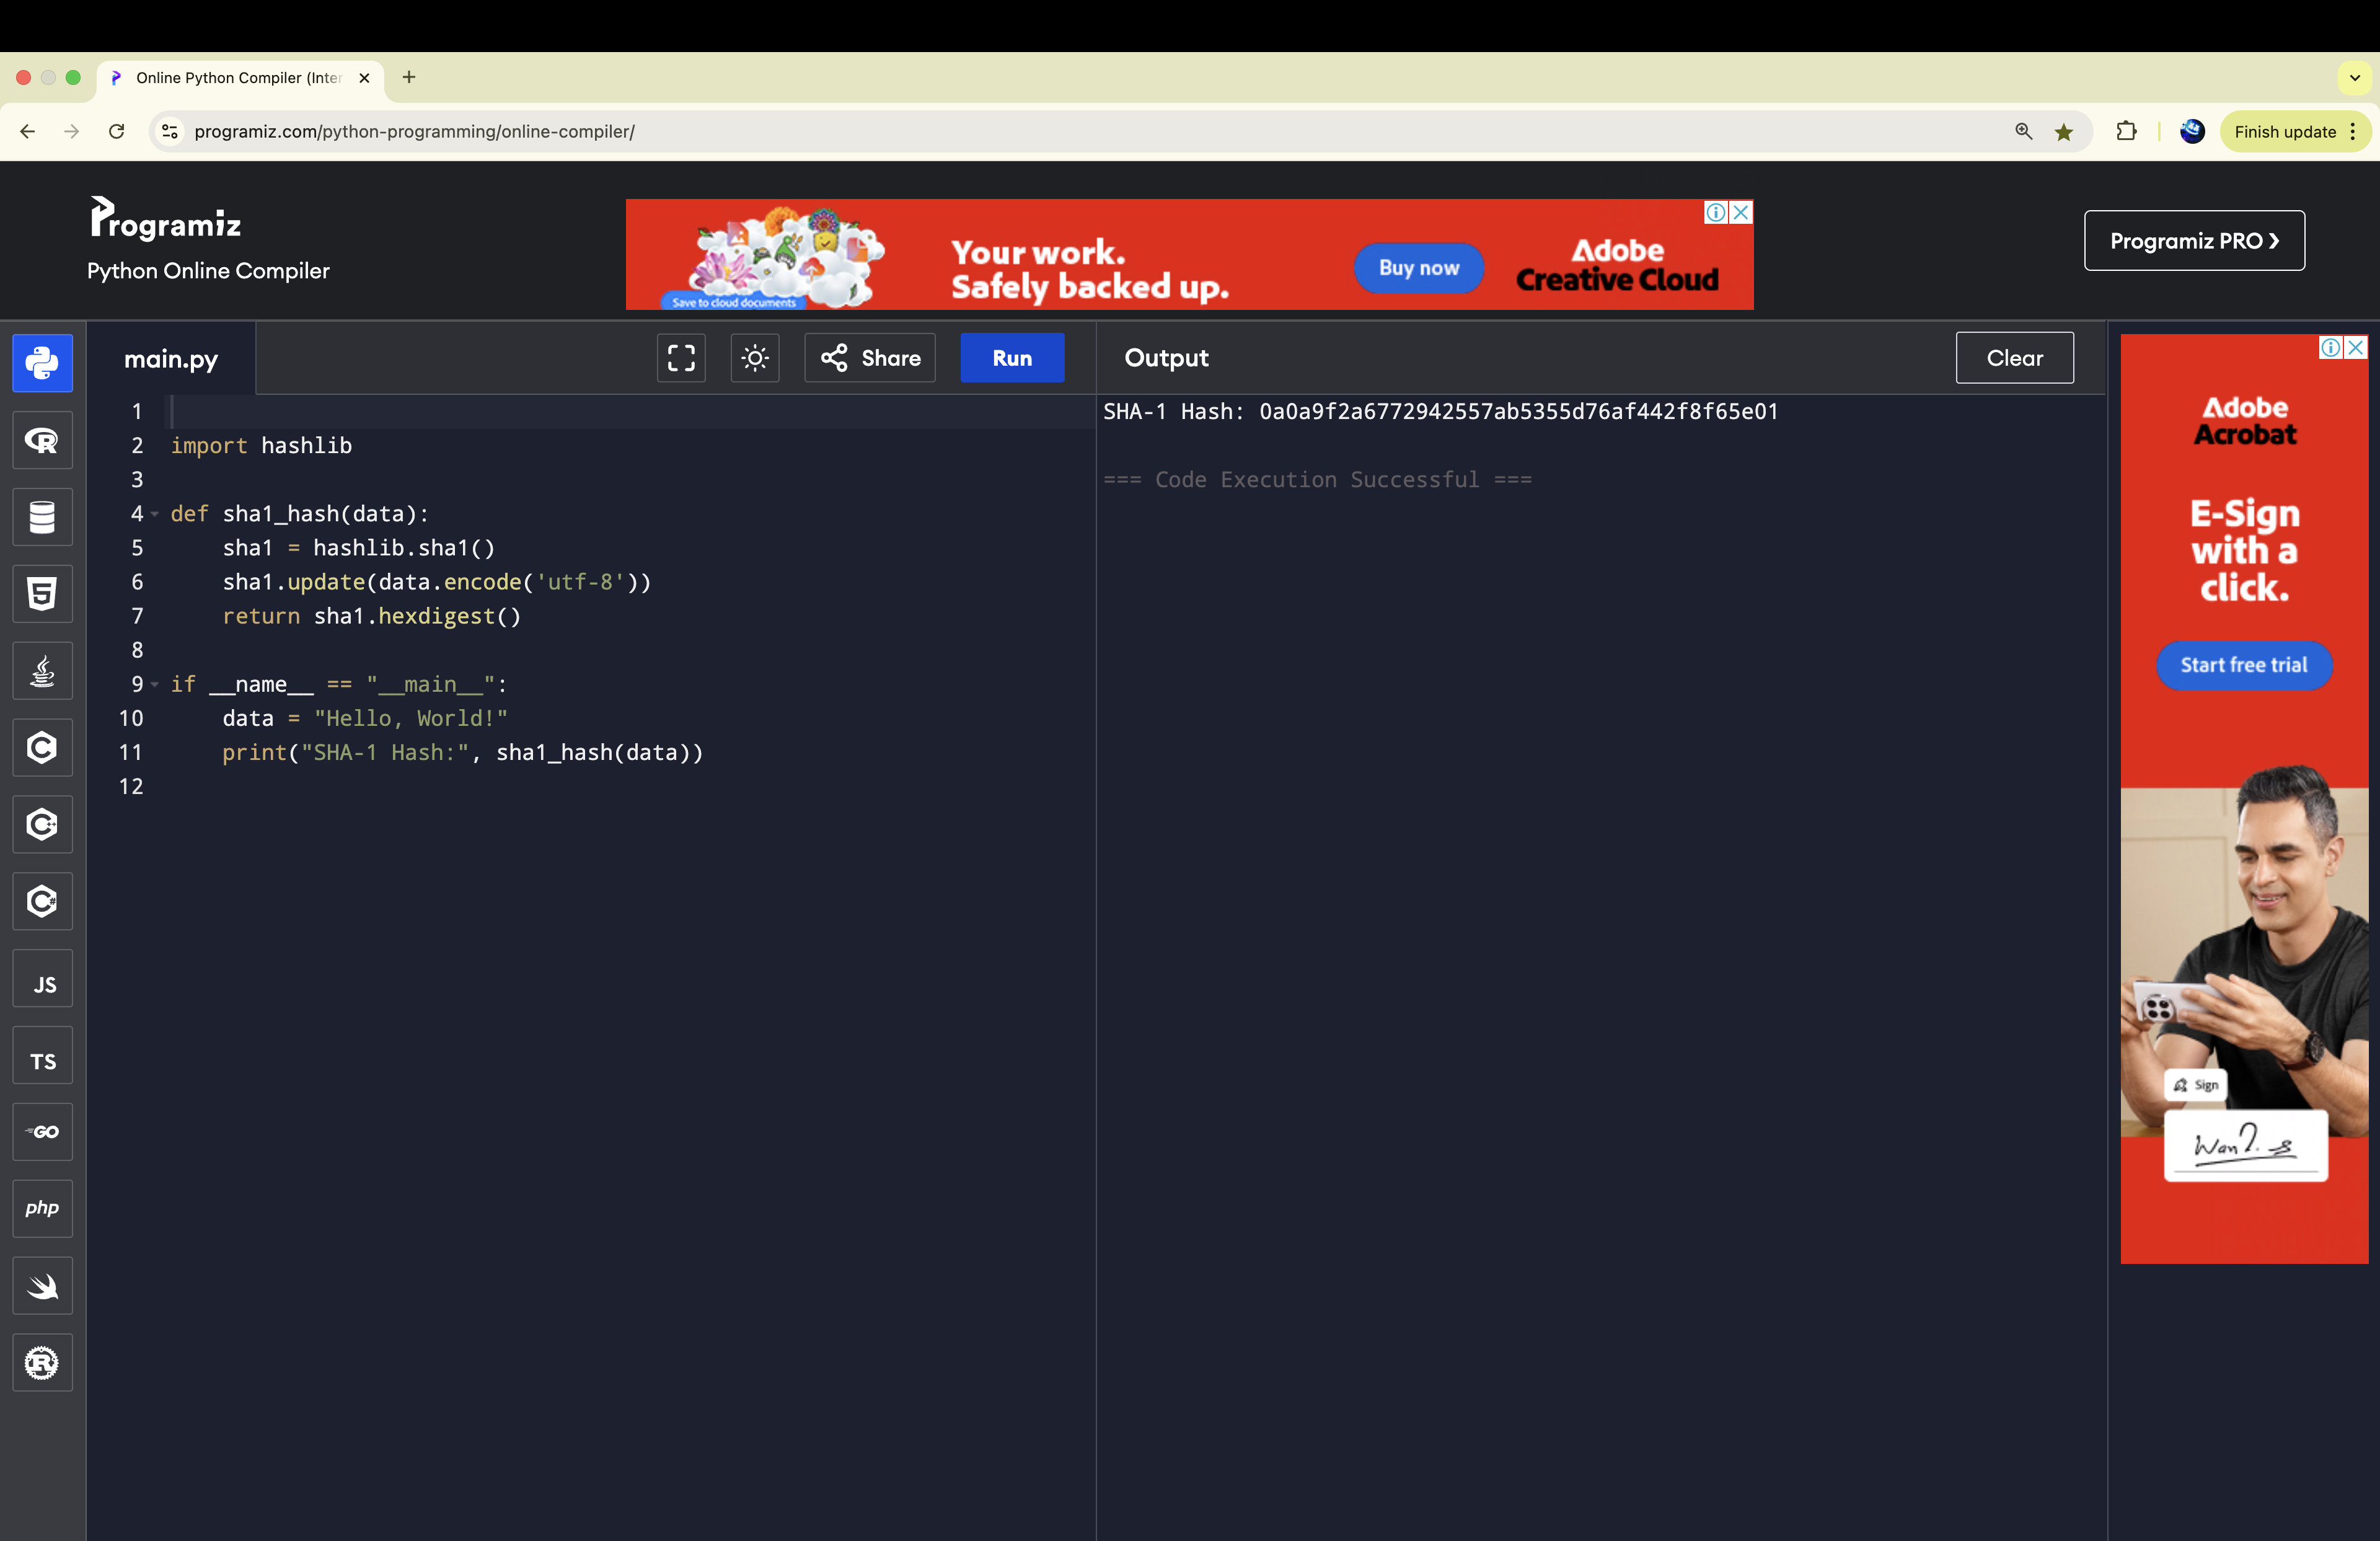 Online Python Compiler (Inter
programiz.com/python-programming/online-compiler/
Finish update
Programiz
Python Online Compiler
Save to cloud documents
Your work.
Safely backed up.
Buy now
Adobe
Creative Cloud
Programiz PRO ❯
main.py
Share
Run
Output
Clear
1
2 import hashlib
3
4 def sha1_hash(data):
5     sha1 = hashlib.sha1()
6     sha1.update(data.encode('utf-8'))
7     return sha1.hexdigest()
8
9 if __name__ == "__main__":
10     data = "Hello, World!"
11     print("SHA-1 Hash:", sha1_hash(data))
12
SHA-1 Hash: 0a0a9f2a6772942557ab5355d76af442f8f65e01
=== Code Execution Successful ===
R
5
C
C++
C#
JS
TS
GO
php
R
Adobe
Acrobat
E-Sign
with a
click.
Start free trial
Sign